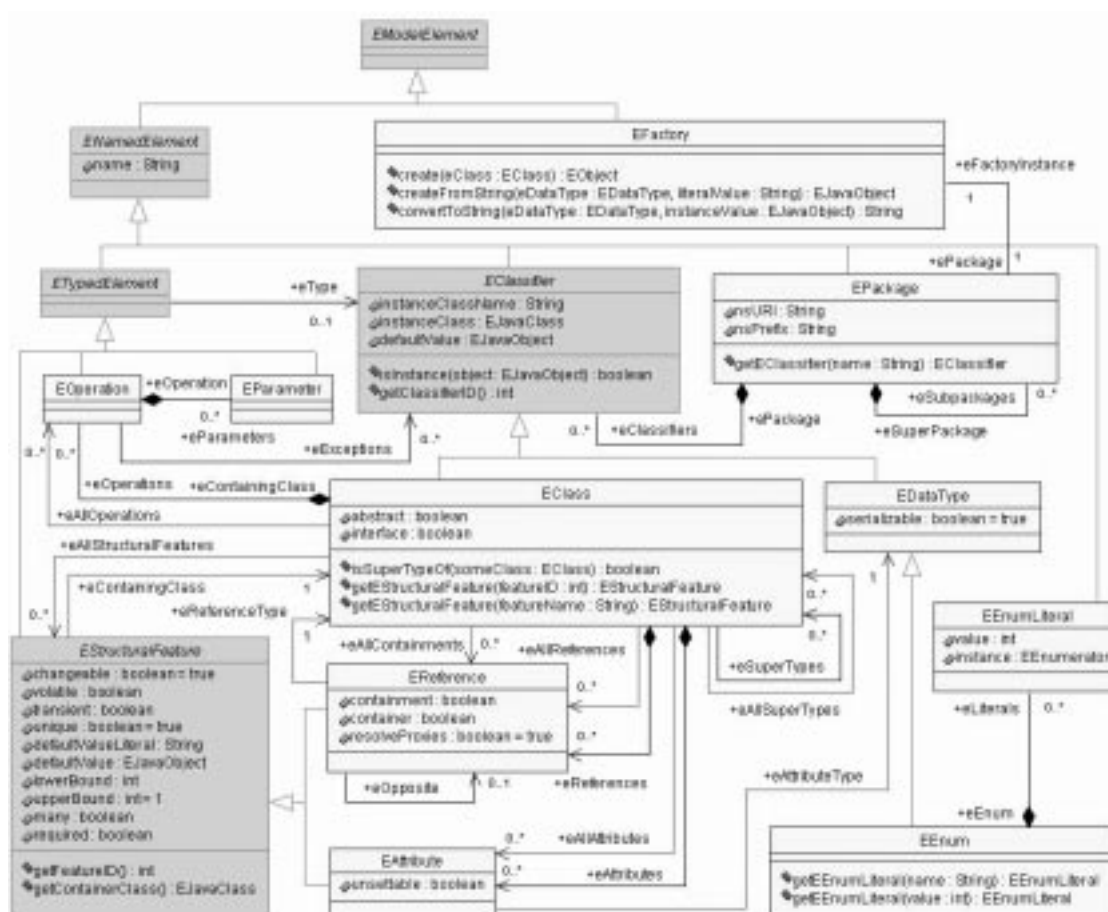 EModelElement
ENamedElement
name : String
EFactory
create(eClass : EClass) : EObject
createFromString(eDataType : EDataType, literalValue : String) : EJavaObject
convertToString(eDataType : EDataType, instanceValue : EJavaObject) : String
+eFactoryInstance
1
+ePackage
1
ETypedElement
+eType
0..1
EClassifier
instanceClassName : String
instanceClass : EJavaClass
defaultValue : EJavaObject
isInstance(object : EJavaObject) : boolean
getClassifierID() : int
EPackage
nsURI : String
nsPrefix : String
getEClassifier(name : String) : EClassifier
EOperation
+eOperation
0..*
EParameter
+eParameters
+eExceptions
0..*
0..*
+eClassifiers
+ePackage
+eSubpackages
0..*
+eSuperPackage
0..*
0..*
+eOperations
+eContainingClass
+eAllOperations
EClass
abstract : boolean
interface : boolean
isSuperTypeOf(someClass : EClass) : boolean
getEStructuralFeature(featureID : int) : EStructuralFeature
getEStructuralFeature(featureName : String) : EStructuralFeature
EDataType
serializable : boolean = true
+eAllStructuralFeatures
+eContainingClass
1
0..*
+eReferenceType
1
+eAllContainments
0..*
+eAllReferences
0..*
0..*
+eSuperTypes
+eAllSuperTypes
1
EEnumLiteral
value : int
instance : EEnumerator
+eLiterals
0..*
EStructuralFeature
changeable : boolean = true
volatile : boolean
transient : boolean
unique : boolean = true
defaultValueLiteral : String
defaultValue : EJavaObject
lowerBound : int
upperBound : int = 1
many : boolean
required : boolean
getFeatureID() : int
getContainerClass() : EJavaClass
EReference
containment : boolean
container : boolean
resolveProxies : boolean = true
0..*
0..*
+eReferences
+eOpposite
0..1
+eAttributeType
+eEnum
0..*
+eAllAttributes
EAttribute
unsettable : boolean
0..*
+eAttributes
EEnum
getEEnumLiteral(name : String) : EEnumLiteral
getEEnumLiteral(value : int) : EEnumLiteral